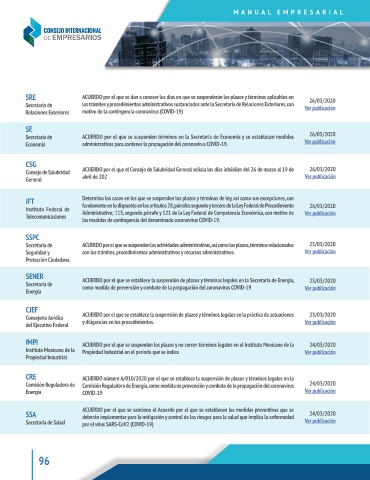 MANUAL EMPRESARIAL
CONSEJO INTERNACIONAL
DE EMPRESARIOS
SRE
Secretaría de
Relaciones Exteriores
ACUERDO por el que se dan a conocer los días en que se suspenderán los plazos y términos aplicables en
los trámites y procedimientos administrativos sustanciados ante la Secretaría de Relaciones Exteriores, con
motivo de la contingencia coronavirus (COVID-19)
26/03/2020
Ver publicación
SE
Secretaría de
Economía
ACUERDO por el que se suspenden términos en la Secretaría de Economía y se establecen medidas
administrativas para contener la propagación del coronavirus COVID-19.
26/03/2020
Ver publicación
CSG
Consejo de Salubridad
General
ACUERDO por el que el Consejo de Salubridad General señala los días inhábiles del 26 de marzo al 19 de
abril de 202
26/03/2020
Ver publicación
IFT
Instituto Federal de
Telecomunicaciones
Determina los casos en los que se suspenden los plazos y términos de ley, así como sus excepciones, con
fundamento en lo dispuesto en los artículos 28, párrafos segundo y tercero de la Ley Federal de Procedimiento
Administrativo; 115, segundo párrafo y 121 de la Ley Federal de Competencia Económica, con motivo de
las medidas de contingencia del denominado coronavirus COVID-19.
26/03/2020
Ver publicación
SSPC
Secretaría de
Seguridad y
Protección Ciudadana
ACUERDO por el que se suspenden las actividades administrativas, así como los plazos, términos relacionados
con los trámites, procedimientos administrativos y recursos administrativos.
25/03/2020
Ver publicación
SENER
Secretaría de
Energía
ACUERDO por el que se establece la suspensión de plazos y términos legales en la Secretaría de Energía,
como medida de prevención y combate de la propagación del coronavirus COVID-19
25/03/2020
Ver publicación
CJEF
Consejería Jurídica
del Ejecutivo Federal
ACUERDO por el que se establece la suspensión de plazos y términos legales en la práctica de actuaciones
y diligencias en los procedimientos.
25/03/2020
Ver publicación
IMPI
Instituto Mexicano de la
Propiedad Industrial
ACUERDO por el que se suspenden los plazos y no corren términos legales en el Instituto Mexicano de la
Propiedad Industrial en el periodo que se indica
24/03/2020
Ver publicación
CRE
Comisión Reguladora de
Energía
ACUERDO número A/010/2020 por el que se establece la suspensión de plazos y términos legales en la
Comisión Reguladora de Energía, como medida de prevención y combate de la propagación del coronavirus
COVID-19
24/03/2020
Ver publicación
SSA
Secretaría de Salud
ACUERDO por el que se sanciona el Acuerdo por el que se establecen las medidas preventivas que se
deberán implementar para la mitigación y control de los riesgos para la salud que implica la enfermedad
por el virus SARS-CoV2 (COVID-19)
24/03/2020
Ver publicación
96